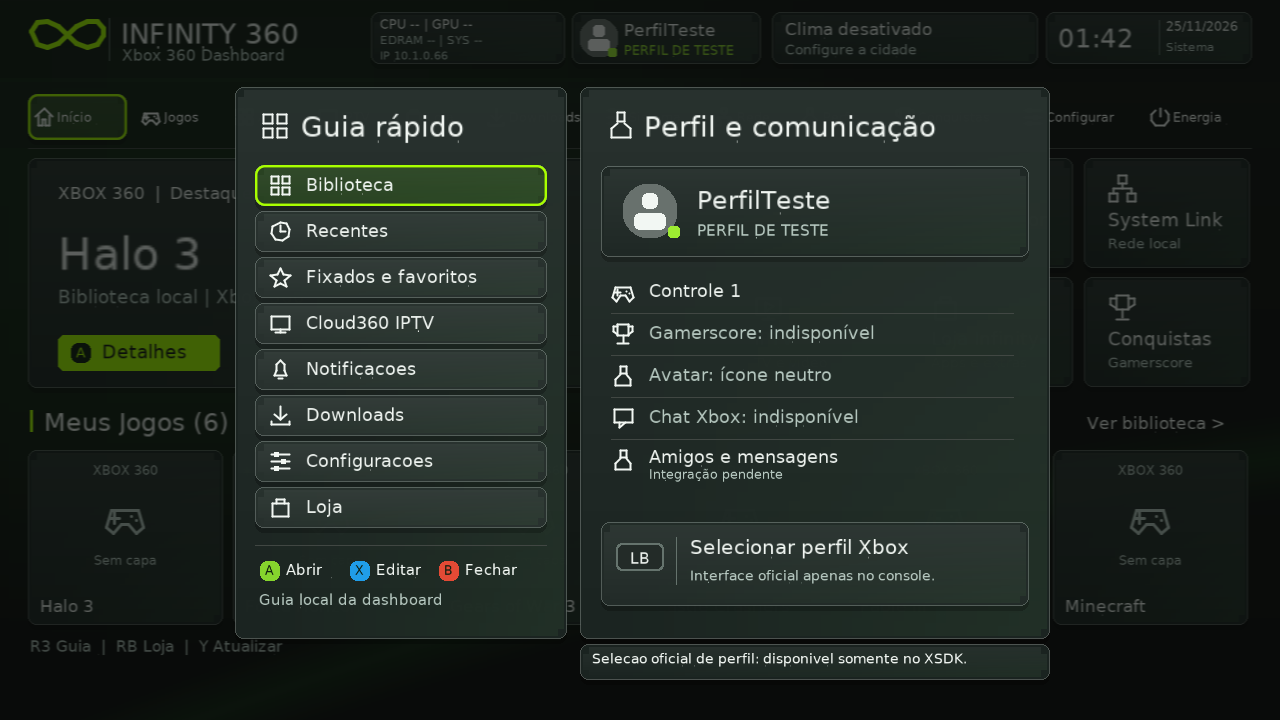 INFINITY 360
Xbox 360 Dashboard
CPU -- | GPU --
EDRAM -- | SYS --
IP 10.1.0.66
PerfilTeste
PERFIL DE TESTE
Clima desativado
Configure a cidade
01:42
25/11/2026
Sistema
Início
Jogos
Configurar
Energia
Guia rápido
Biblioteca
Recentes
Fixados e favoritos
Cloud360 IPTV
Notificacoes
Downloads
Configuracoes
Loja
A Abrir
X Editar
B Fechar
Guia local da dashboard
Perfil e comunicação
PerfilTeste
PERFIL DE TESTE
Controle 1
Gamerscore: indisponível
Avatar: ícone neutro
Chat Xbox: indisponível
Amigos e mensagens
Integração pendente
LB
Selecionar perfil Xbox
Interface oficial apenas no console.
Selecao oficial de perfil: disponivel somente no XSDK.
XBOX 360 |
Halo 3
Biblioteca local |
A Detalhes
System Link
Rede local
Conquistas
Gamerscore
Meus Jogos (6)
Ver biblioteca >
XBOX 360
Sem capa
Halo 3
XBOX 360
Sem capa
Minecraft
R3 Guia | RB Loja | Y Atualizar